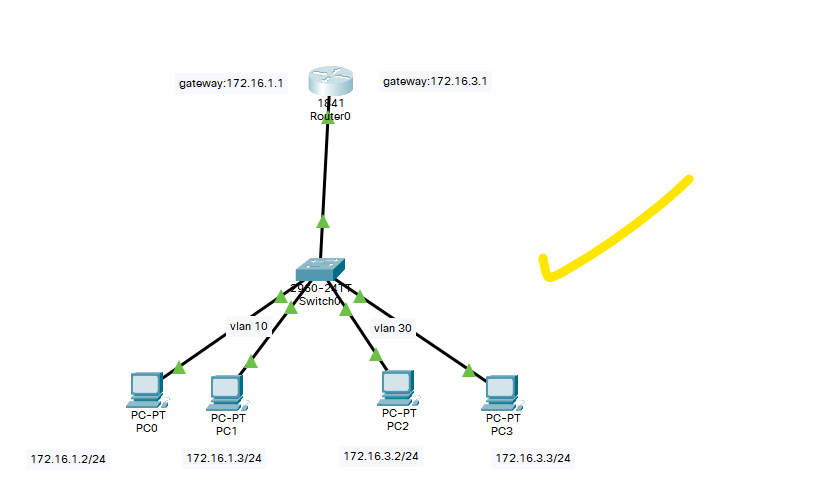 gateway:172.16.1.1
gateway:172.16.3.1
1841
Router0
2960-24TT
Switch0
vlan 10
vlan 30
PC-PT
PC0
PC-PT
PC1
PC-PT
PC2
PC-PT
PC3
172.16.1.2/24
172.16.1.3/24
172.16.3.2/24
172.16.3.3/24